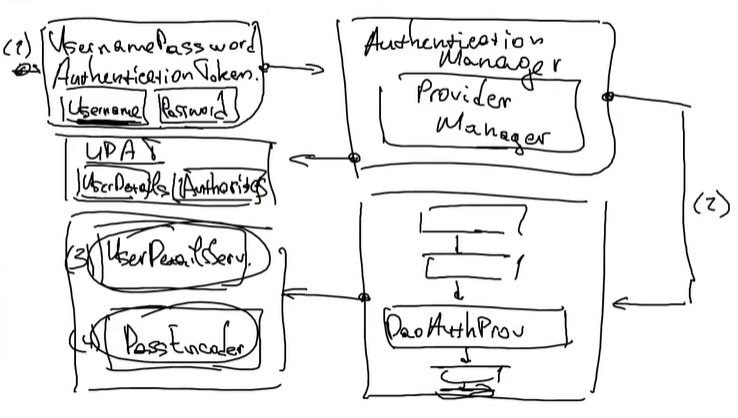 (1)
UsernamePassword
AuthenticationToken.
Username Password
Authentication
Manager
Provider
Manager
(2)
UPAT
UserDetails Authorities
(3) UserDetailsServ.
(4) PassEncoder
DaoAuthProv